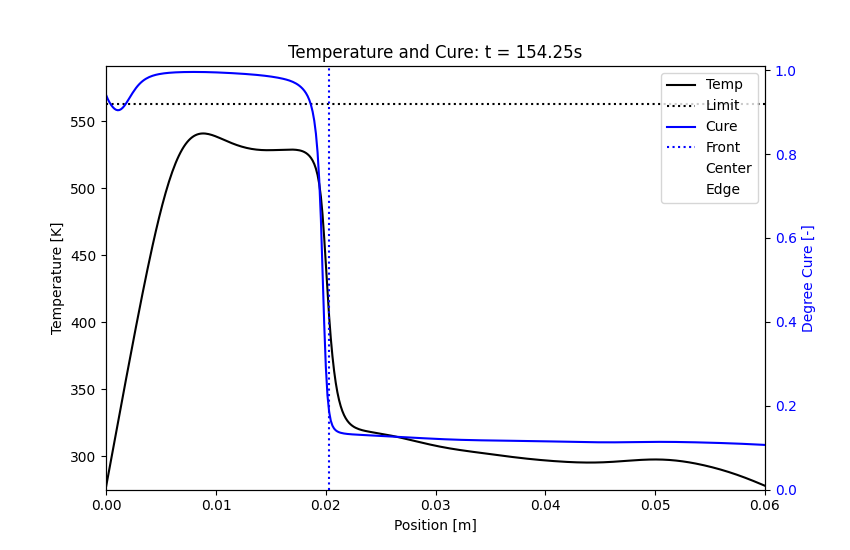 Temperature and Cure: t = 154.25s
Temp
Limit
Cure
Front
Center
Edge
550
500
450
400
350
300
Temperature [K]
1.0
0.8
0.6
0.4
0.2
0.0
Degree Cure [-]
0.00 0.01 0.02 0.03 0.04 0.05 0.06
Position [m]